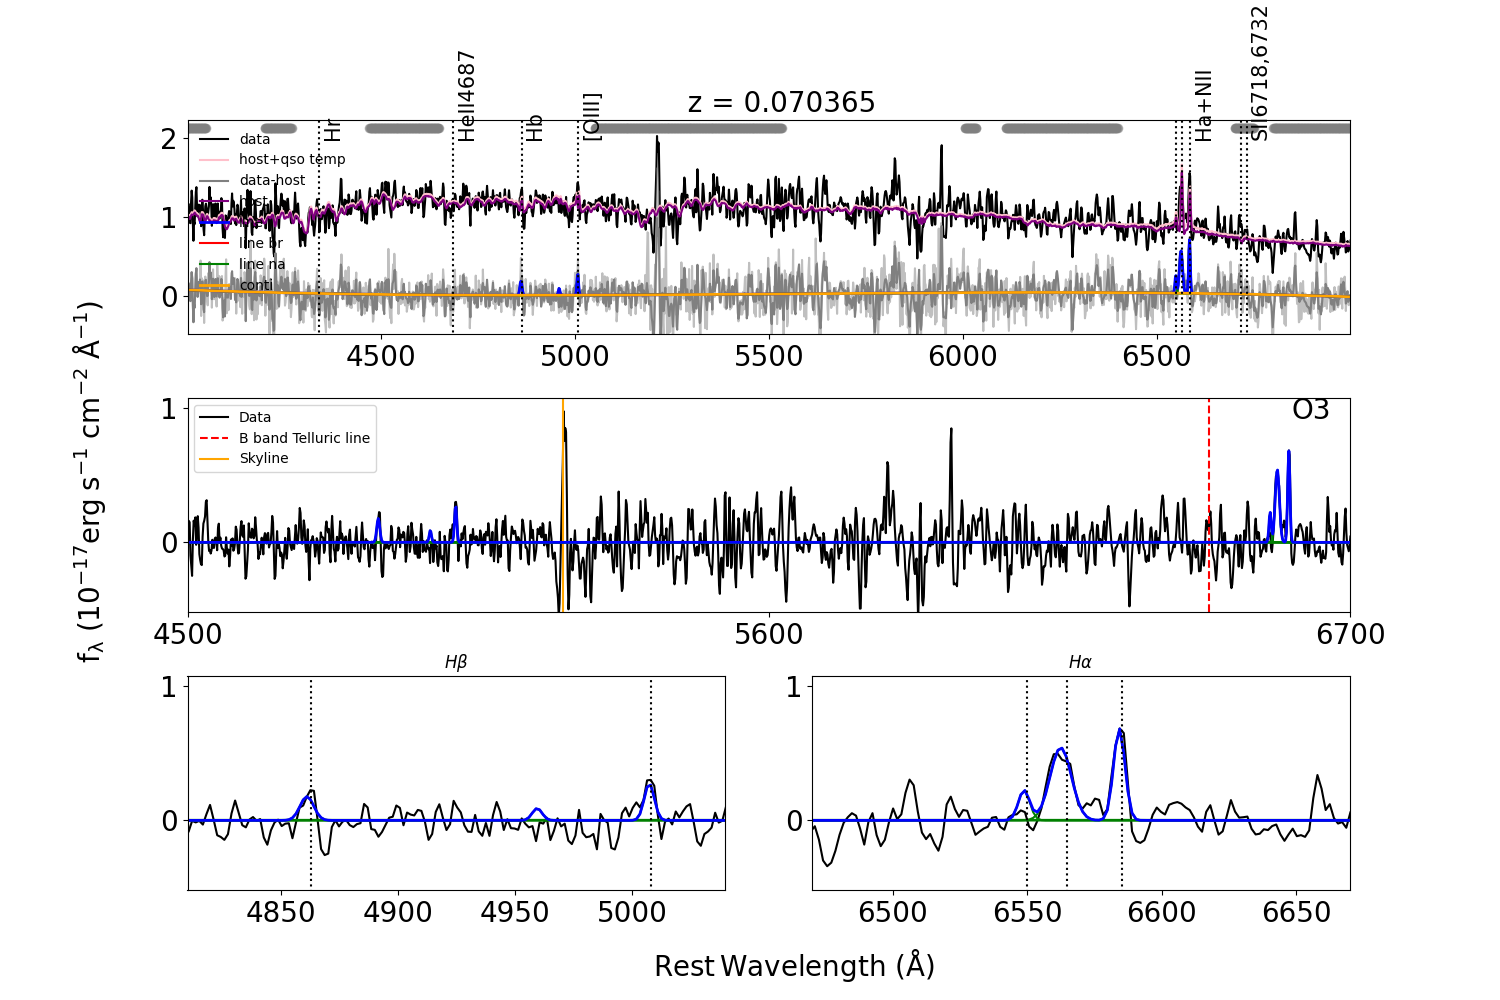 Hr
HeII4687
Hb
[OIII]
Ha+NII
SII6718,6732
z = 0.070365
data
host+qso temp
data-host
host
line br
line na
conti
2
1
0
4500 5000 5500 6000 6500
fλ (10⁻¹⁷erg s⁻¹ cm⁻² Å⁻¹)
O3
Data
B band Telluric line
Skyline
1
0
4500 5600 6700
Hβ
1
0
4850 4900 4950 5000
Hα
1
0
6500 6550 6600 6650
Rest Wavelength (Å)